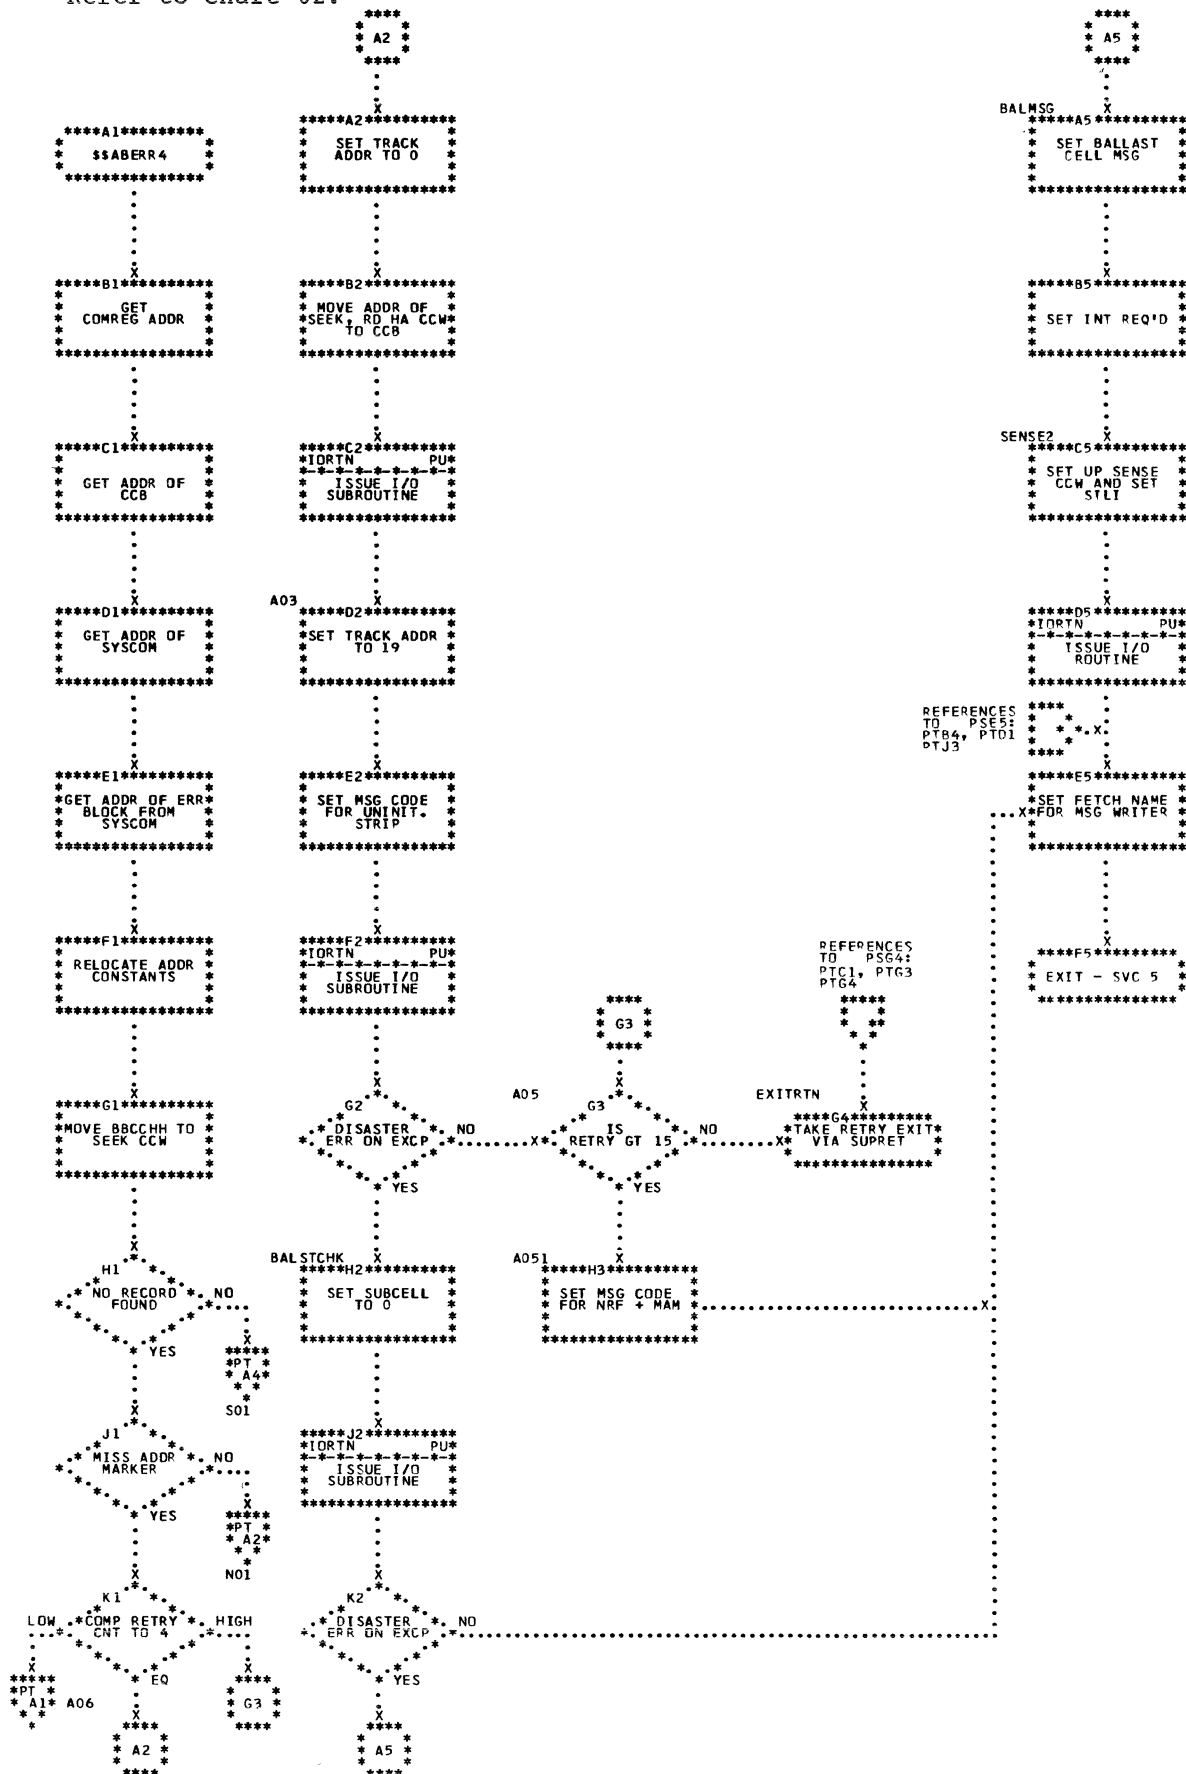 Refer to Chart 02.
A2
A5
A1
$$ABERR4
A2
SET TRACK
ADDR TO 0
BALMSG
A5
SET BALLAST
CELL MSG
B1
GET
COMREG ADDR
B2
MOVE ADDR OF
SEEK, RD HA CCW
TO CCB
B5
SET INT REQ'D
C1
GET ADDR OF
CCB
C2
IORTN PU
ISSUE I/O
SUBROUTINE
SENSE2
C5
SET UP SENSE
CCW AND SET
STLI
D1
GET ADDR OF
SYSCOM
A03
D2
SET TRACK ADDR
TO 19
D5
IORTN PU
ISSUE I/O
ROUTINE
REFERENCES
TO PSE5:
PTB4, PTD1
PTJ3
E1
GET ADDR OF ERR
BLOCK FROM
SYSCOM
E2
SET MSG CODE
FOR UNINIT.
STRIP
E5
SET FETCH NAME
FOR MSG WRITER
F1
RELOCATE ADDR
CONSTANTS
F2
IORTN PU
ISSUE I/O
SUBROUTINE
REFERENCES
TO PSG4:
PTC1, PTG3
PTG4
F5
EXIT - SVC 5
G3
G1
MOVE BBCCHH TO
SEEK CCW
G2
DISASTER
ERR ON EXCP
NO
YES
A05
G3
IS
RETRY GT 15
NO
YES
EXITRTN
G4
TAKE RETRY EXIT
VIA SUPRET
H1
NO RECORD
FOUND
NO
YES
PT
A4
S01
BALSTCHK
H2
SET SUBCELL
TO 0
A051
H3
SET MSG CODE
FOR NRF + MAM
J1
MISS ADDR
MARKER
NO
YES
PT
A2
N01
J2
IORTN PU
ISSUE I/O
SUBROUTINE
K1
COMP RETRY
CNT TO 4
LOW
HIGH
EQ
PT
A1
A06
G3
A2
K2
DISASTER
ERR ON EXCP
NO
YES
A5